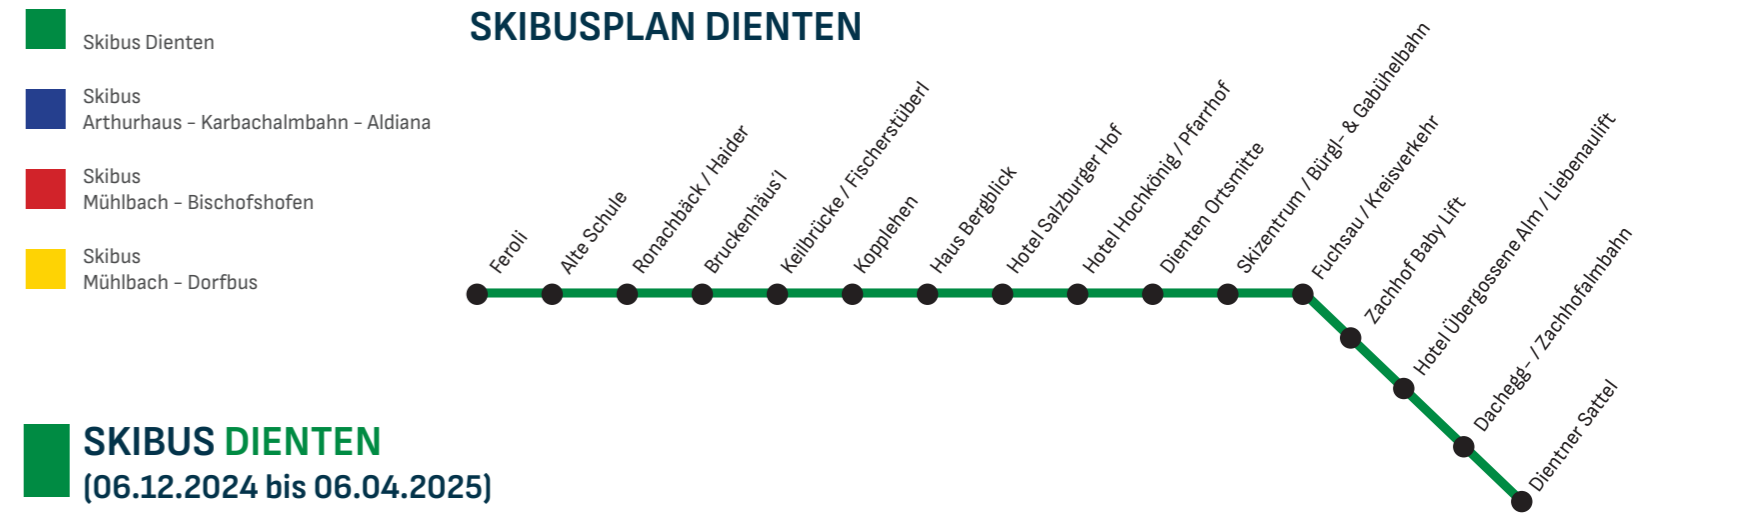 SKIBUSPLAN DIENTEN
Skibus Dienten
Skibus
Arthurhaus - Karbachalmbahn - Aldiana
Skibus
Mühlbach - Bischofshofen
Skibus
Mühlbach - Dorfbus
Feroli
Alte Schule
Ronachbäck / Haider
Bruckenhäus´l
Keilbrücke / Fischerstüberl
Kopplehen
Haus Bergblick
Hotel Salzburger Hof
Hotel Hochkönig / Pfarrhof
Dienten Ortsmitte
Skizentrum / Bürgl- & Gabühelbahn
Fuchsau / Kreisverkehr
Zachhof Baby Lift
Hotel Übergossene Alm / Liebenaulift
Dachegg- / Zachhofalmbahn
Dientner Sattel
SKIBUS DIENTEN
(06.12.2024 bis 06.04.2025)